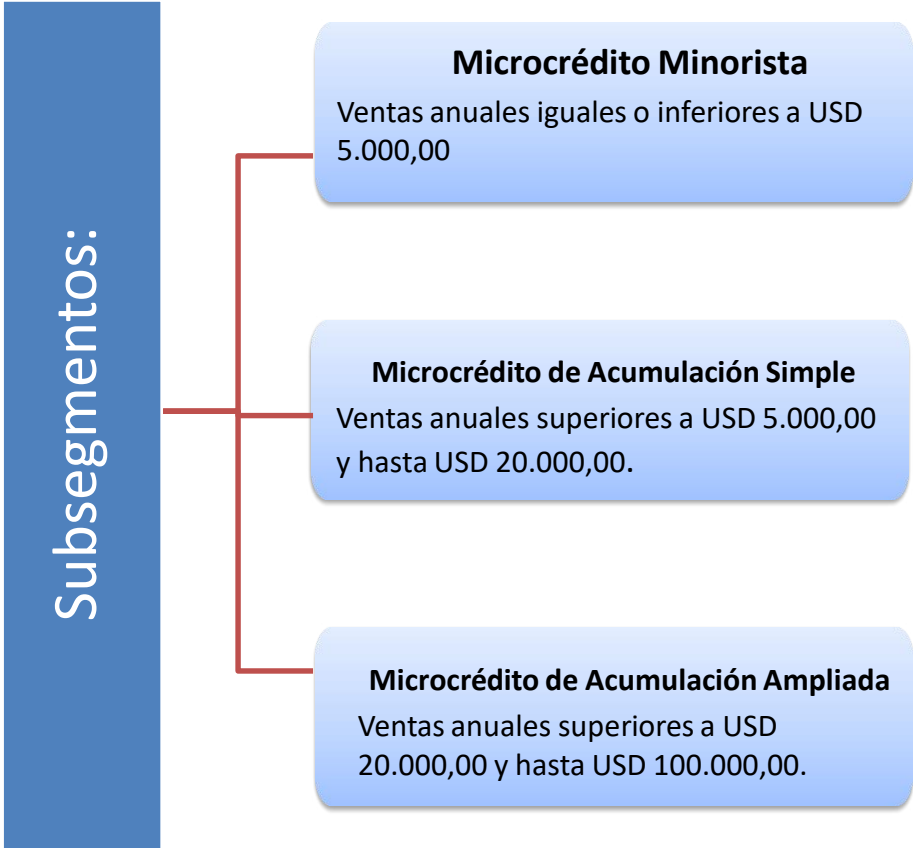 Subsegmentos:
Microcrédito Minorista
Ventas anuales iguales o inferiores a USD
5.000,00
Microcrédito de Acumulación Simple
Ventas anuales superiores a USD 5.000,00
y hasta USD 20.000,00.
Microcrédito de Acumulación Ampliada
Ventas anuales superiores a USD
20.000,00 y hasta USD 100.000,00.